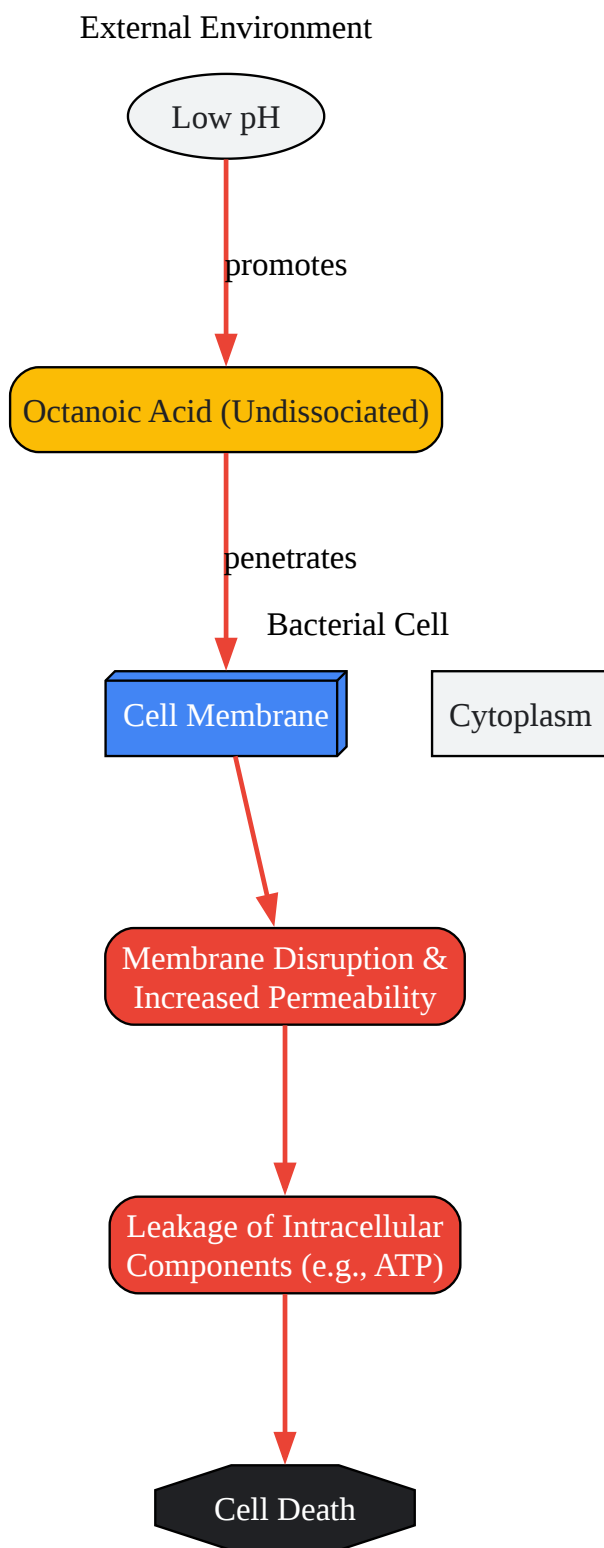 External Environment
Low pH
promotes
Octanoic Acid (Undissociated)
penetrates
Bacterial Cell
Cell Membrane
Cytoplasm
Membrane Disruption &
Increased Permeability
Leakage of Intracellular
Components (e.g., ATP)
Cell Death